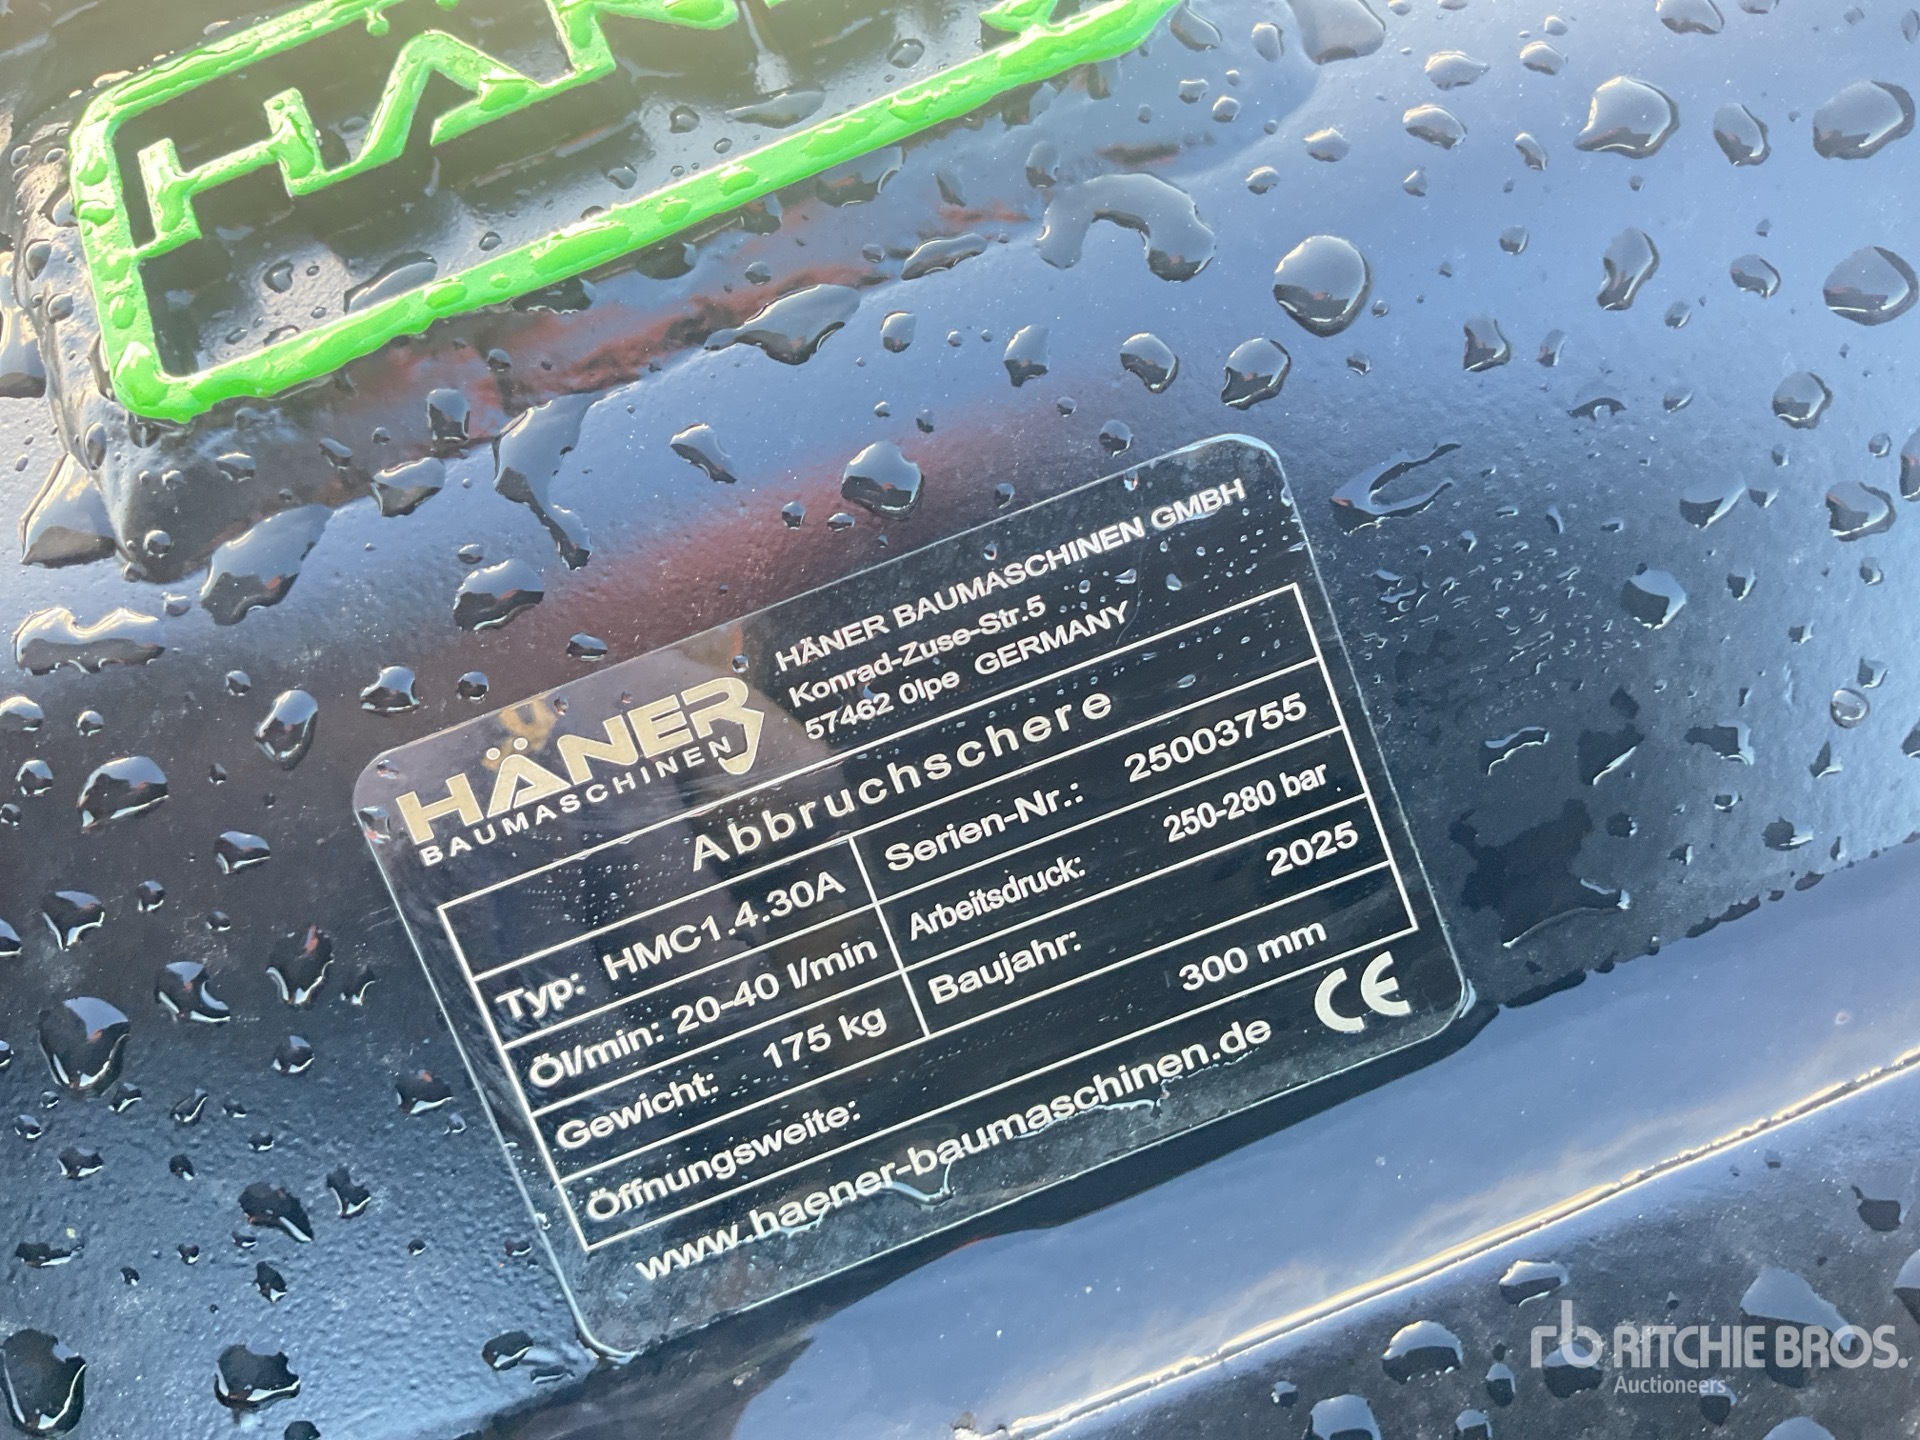 HÄNER
BAUMASCHINEN
HÄNER BAUMASCHINEN GMBH
Konrad-Zuse-Str.5
57462 Olpe GERMANY
Abbruchschere
Typ: HMC1.4.30A Serien-Nr.: 25003755
Öl/min: 20-40 l/min Arbeitsdruck: 250-280 bar
Gewicht: 175 kg Baujahr: 2025
Öffnungsweite: 300 mm
www.haener-baumaschinen.de CE
rb RITCHIE BROS.
Auctioneers